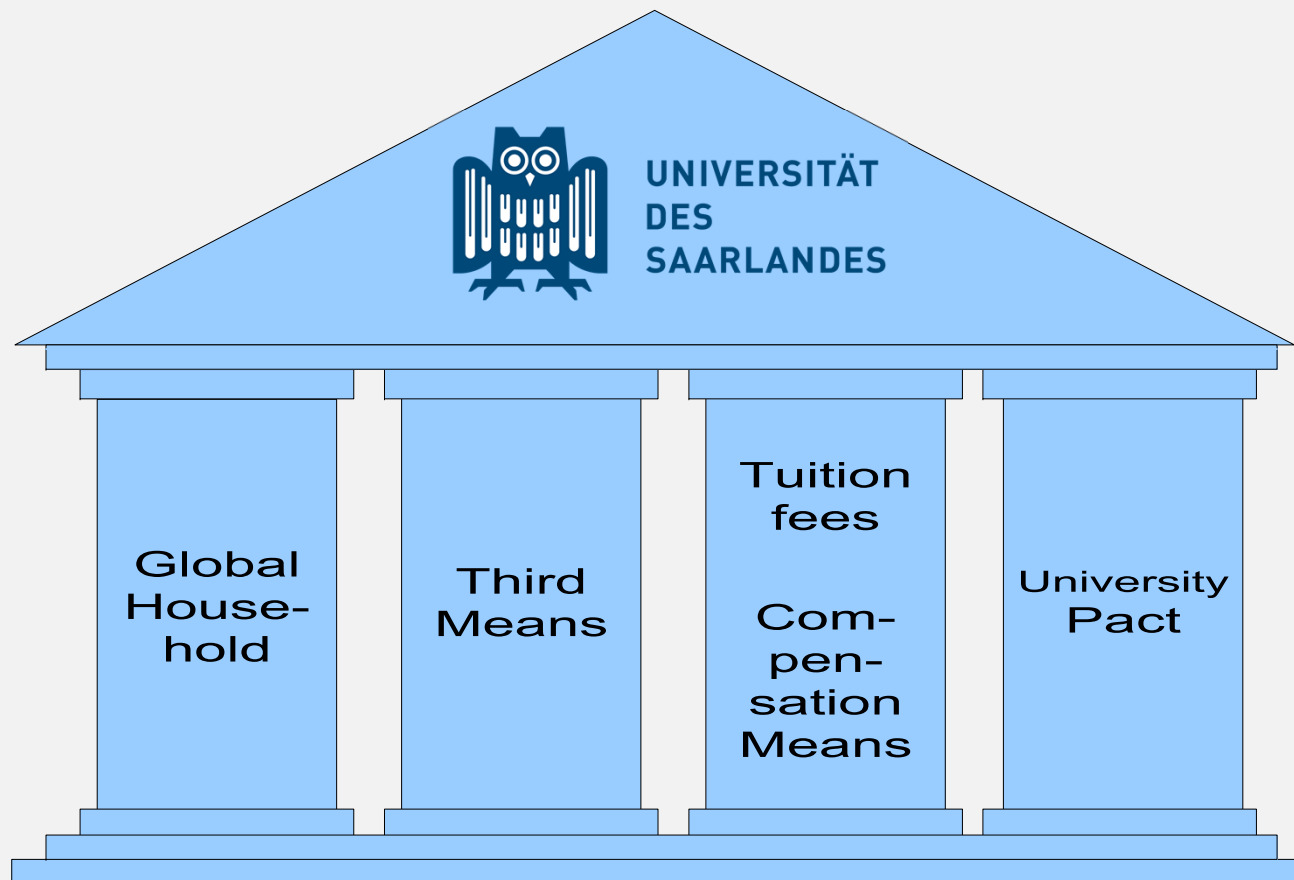 UNIVERSITÄT
DES
SAARLANDES
Global
House-
hold
Third
Means
Tuition
fees
Com-
pen-
sation
Means
University
Pact